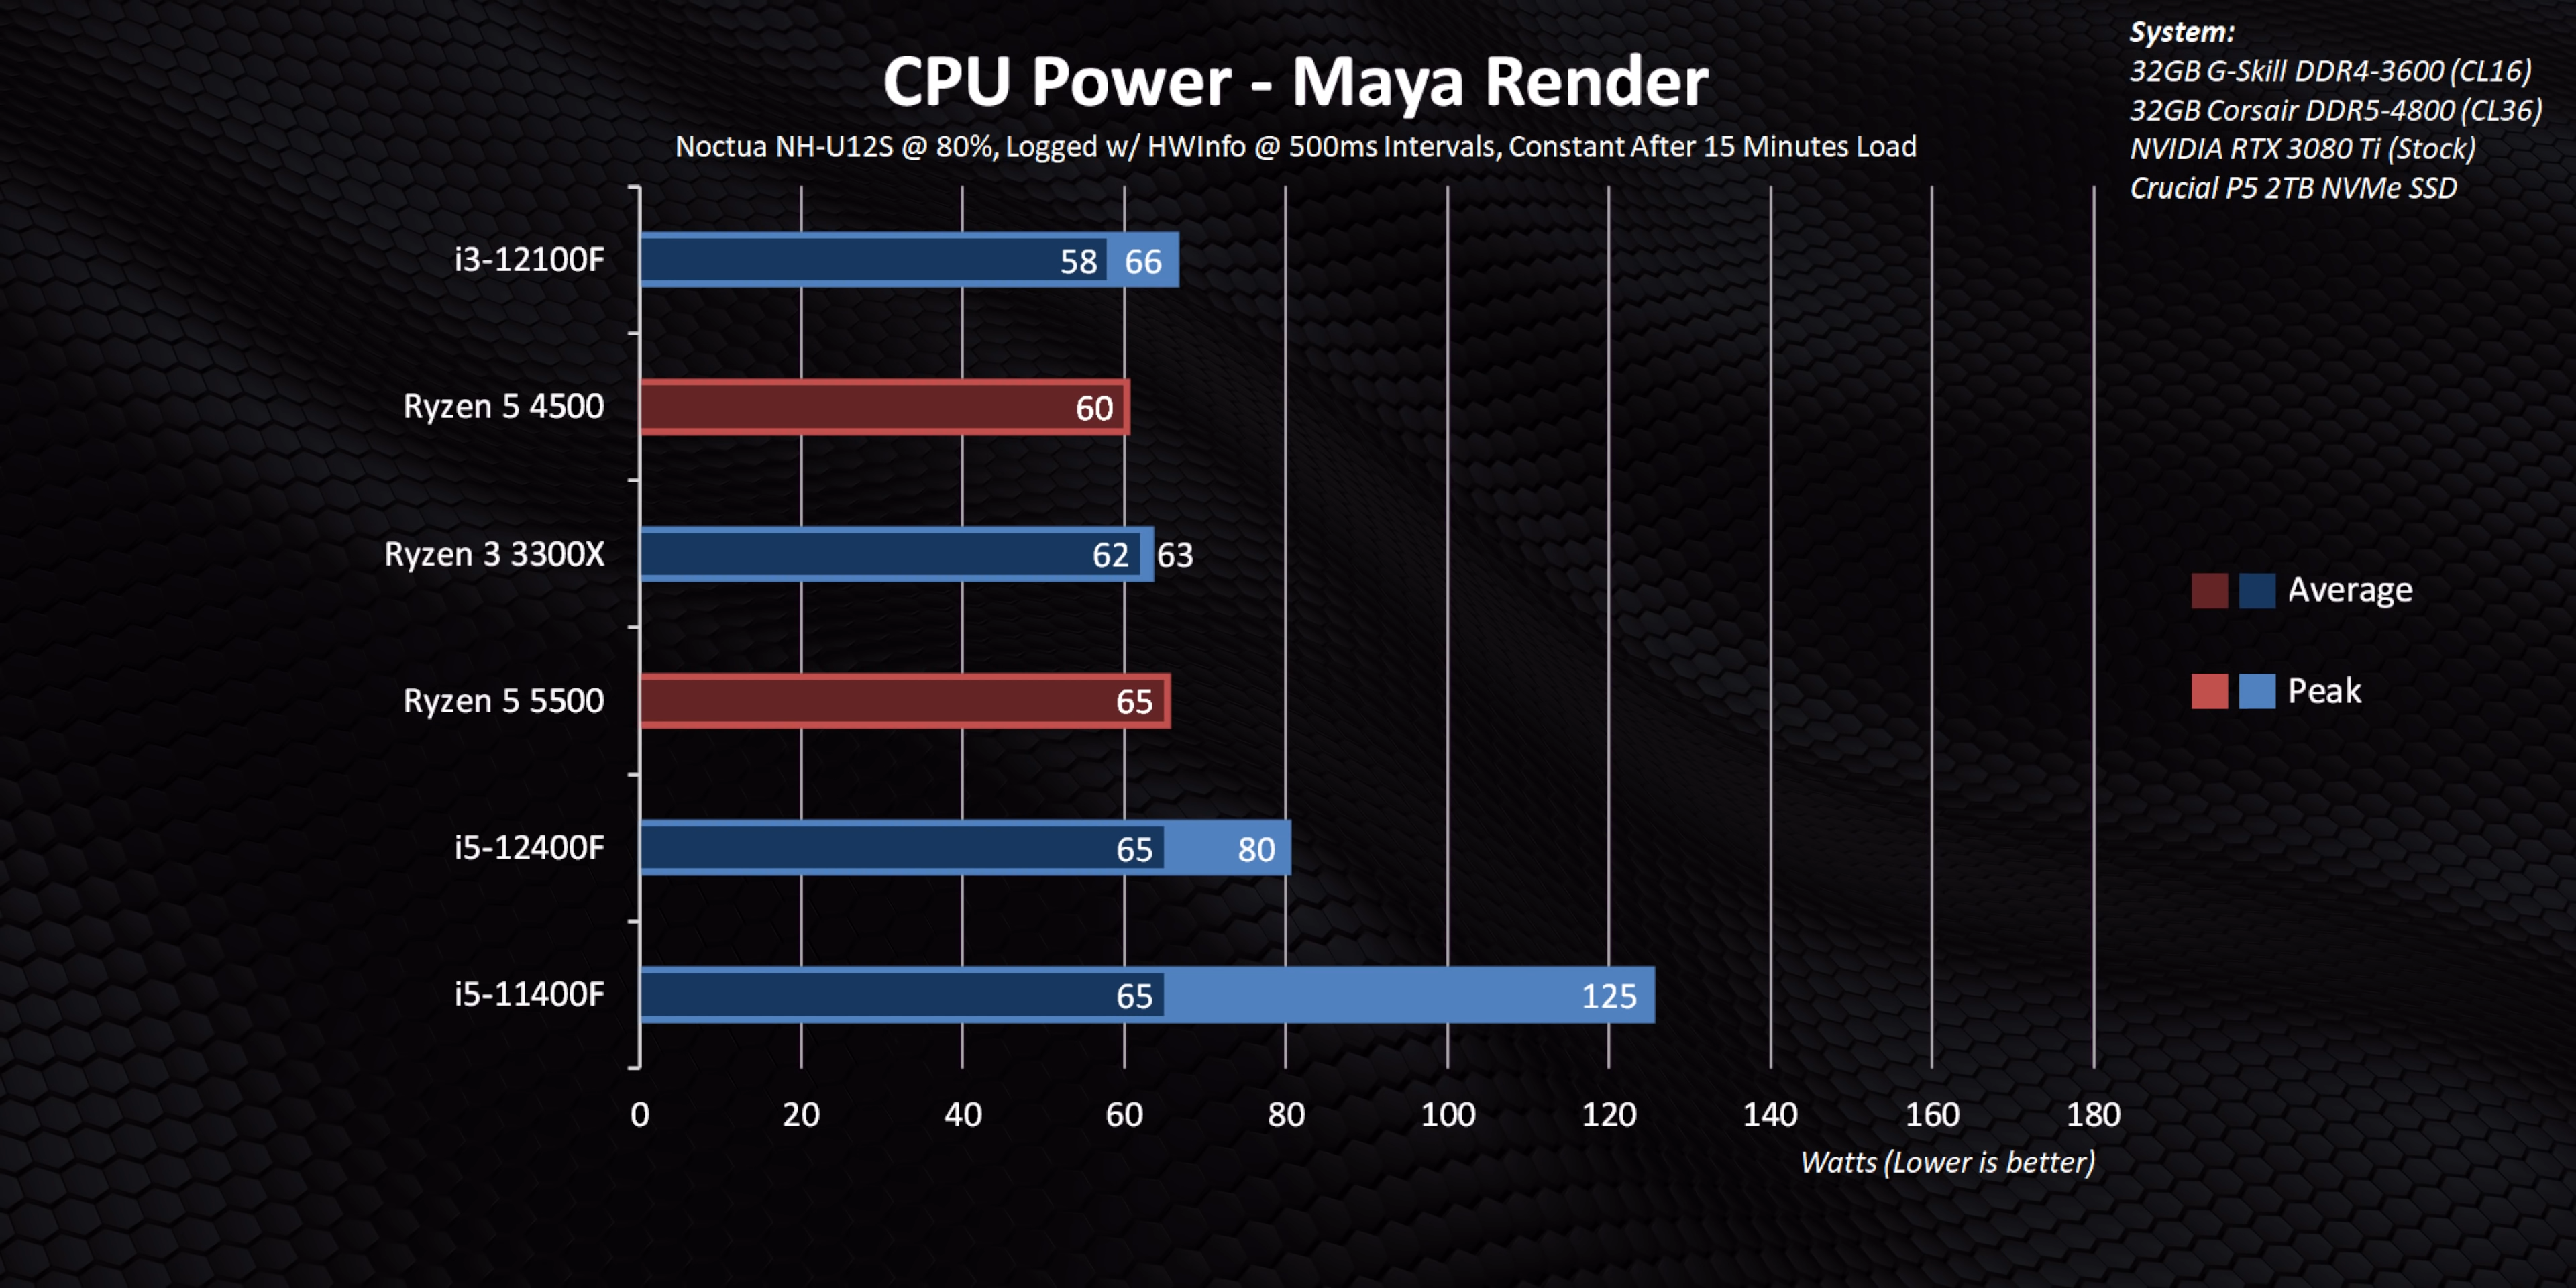 CPU Power - Maya Render
Noctua NH-U12S @ 80%, Logged w/ HWInfo @ 500ms Intervals, Constant After 15 Minutes Load
System:
32GB G-Skill DDR4-3600 (CL16)
32GB Corsair DDR5-4800 (CL36)
NVIDIA RTX 3080 Ti (Stock)
Crucial P5 2TB NVMe SSD
i3-12100F 58 66
Ryzen 5 4500 60
Ryzen 3 3300X 62 63
Ryzen 5 5500 65
i5-12400F 65 80
i5-11400F 65 125
Average
Peak
0 20 40 60 80 100 120 140 160 180
Watts (Lower is better)